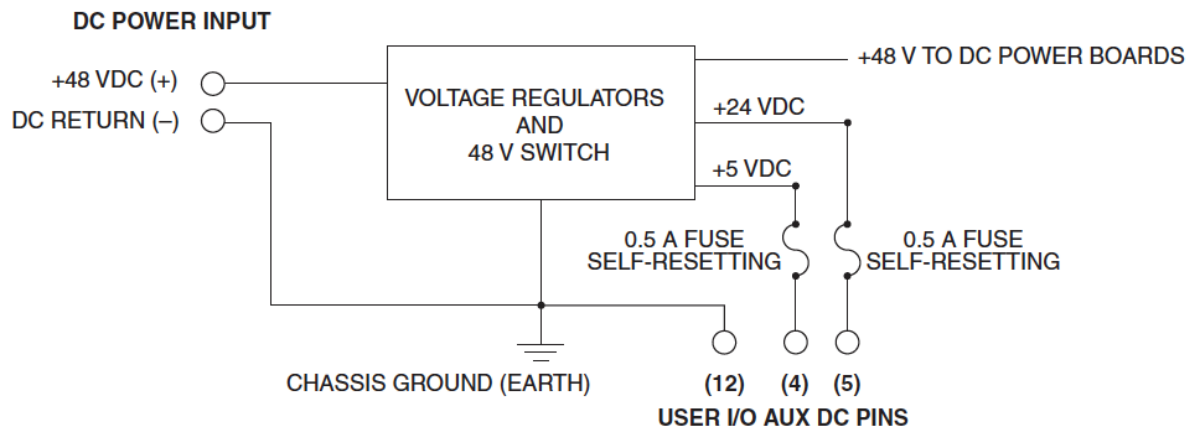 DC POWER INPUT
+48 VDC (+)
DC RETURN (–)
VOLTAGE REGULATORS
AND
48 V SWITCH
+48 V TO DC POWER BOARDS
+24 VDC
+5 VDC
0.5 A FUSE
SELF-RESETTING
0.5 A FUSE
SELF-RESETTING
CHASSIS GROUND (EARTH)
(12) (4) (5)
USER I/O AUX DC PINS